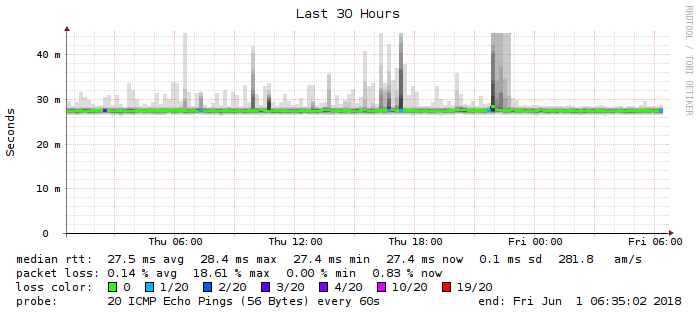 Last 30 Hours
RRDTOOL / TOBI OETIKER
Seconds
40 m
30 m
20 m
10 m
0
Thu 06:00 Thu 12:00 Thu 18:00 Fri 00:00 Fri 06:00
median rtt: 27.5 ms avg 28.4 ms max 27.4 ms min 27.4 ms now 0.1 ms sd 281.8 am/s
packet loss: 0.14 % avg 18.61 % max 0.00 % min 0.83 % now
loss color: 0 1/20 2/20 3/20 4/20 10/20 19/20
probe: 20 ICMP Echo Pings (56 Bytes) every 60s end: Fri Jun 1 06:35:02 2018